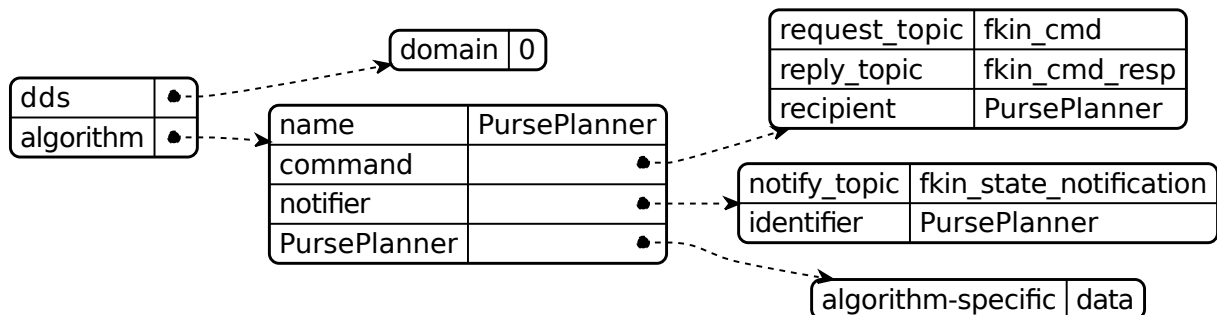 dds
algorithm
domain 0
name PursePlanner
command
notifier
PursePlanner
request_topic fkin_cmd
reply_topic fkin_cmd_resp
recipient PursePlanner
notify_topic fkin_state_notification
identifier PursePlanner
algorithm-specific data